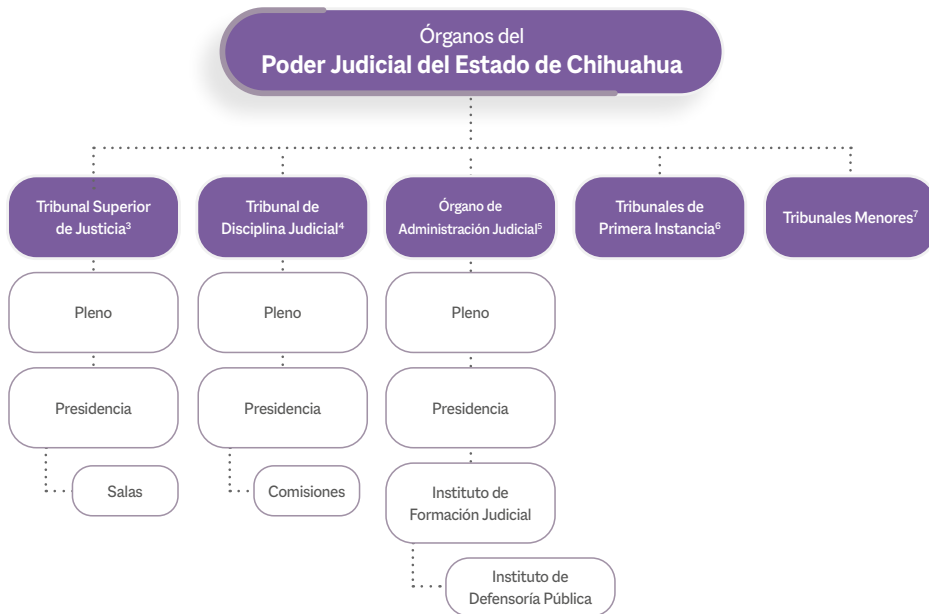 Órganos del
Poder Judicial del Estado de Chihuahua
Tribunal Superior
de Justicia³
Tribunal de
Disciplina Judicial⁴
Órgano de
Administración Judicial⁵
Tribunales de
Primera Instancia⁶
Tribunales Menores⁷
Pleno
Pleno
Pleno
Presidencia
Presidencia
Presidencia
Salas
Comisiones
Instituto de
Formación Judicial
Instituto de
Defensoría Pública